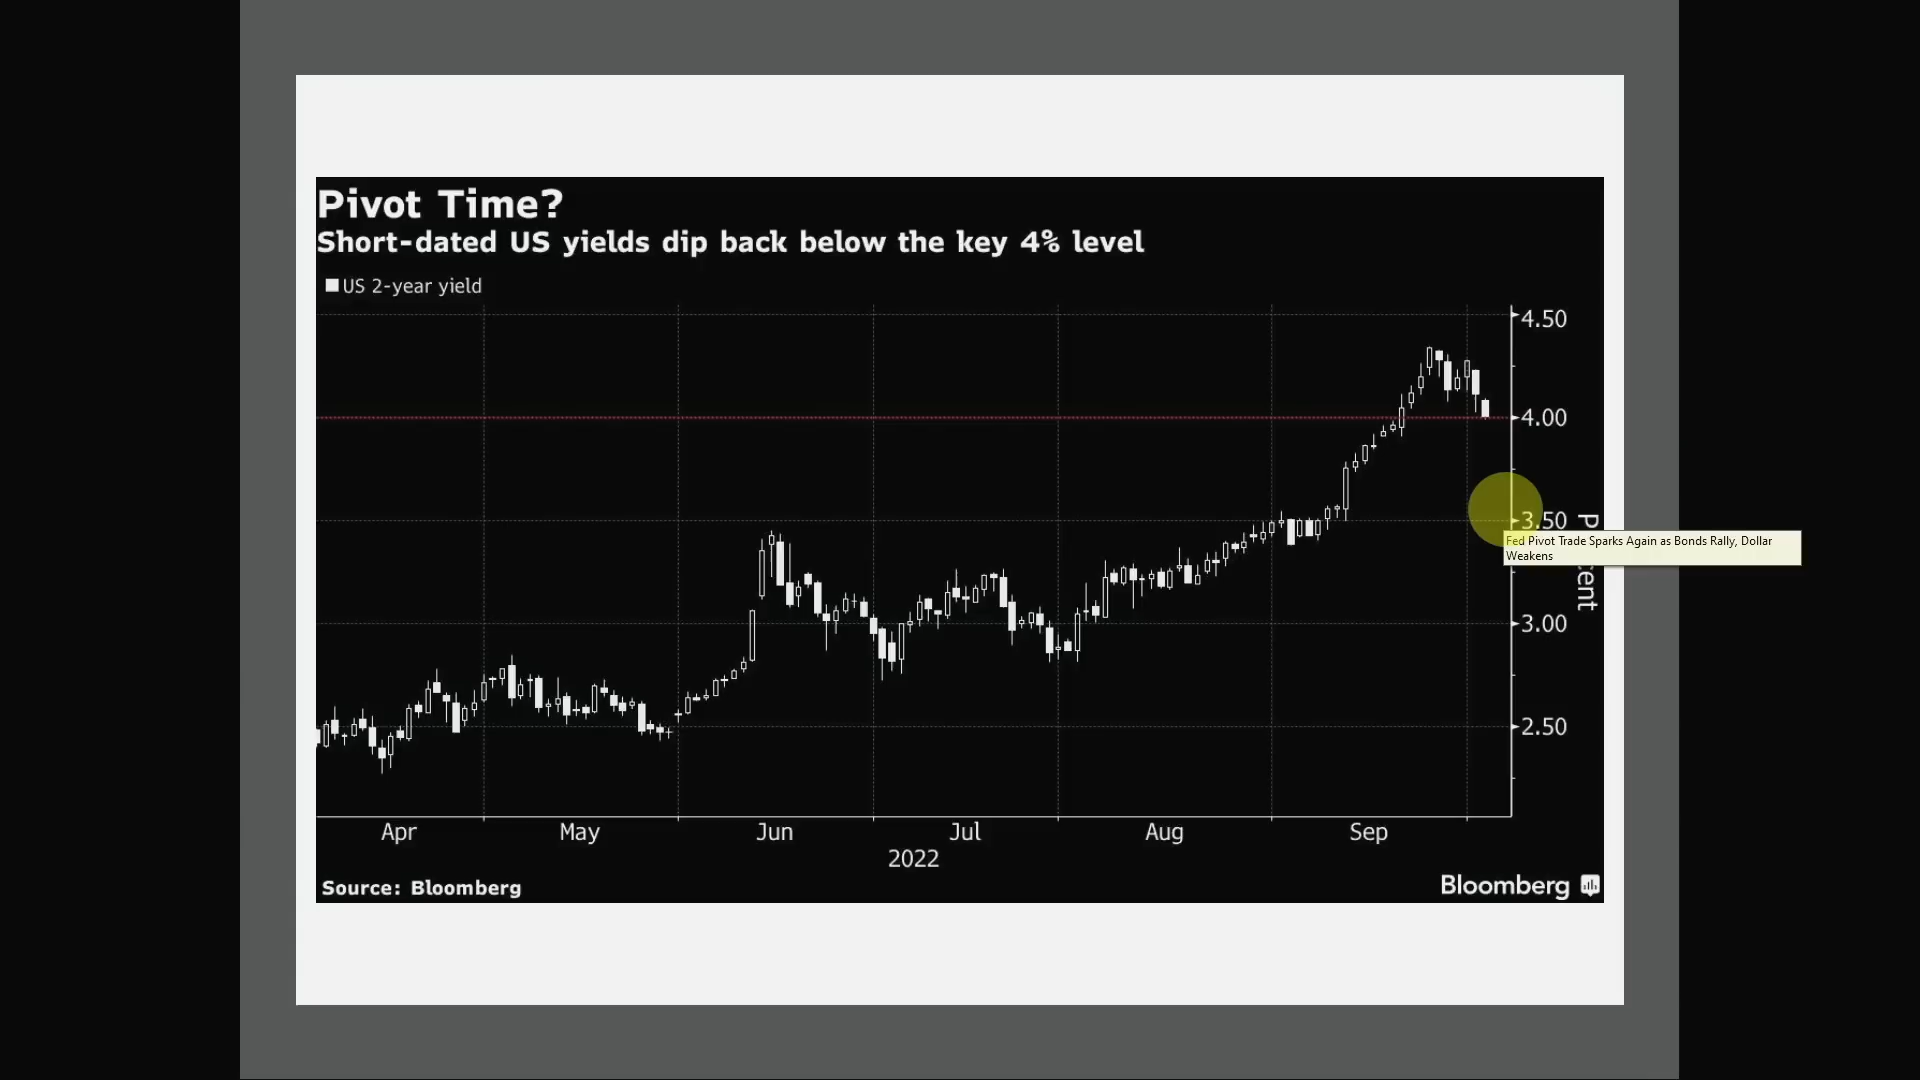 Pivot Time?
Short-dated US yields dip back below the key 4% level
US 2-year yield
4.50
4.00
3.50
3.00
2.50
Fed Pivot Trade Sparks Again as Bonds Rally, Dollar
Weakens
Apr May Jun Jul Aug Sep
2022
Source: Bloomberg
Bloomberg